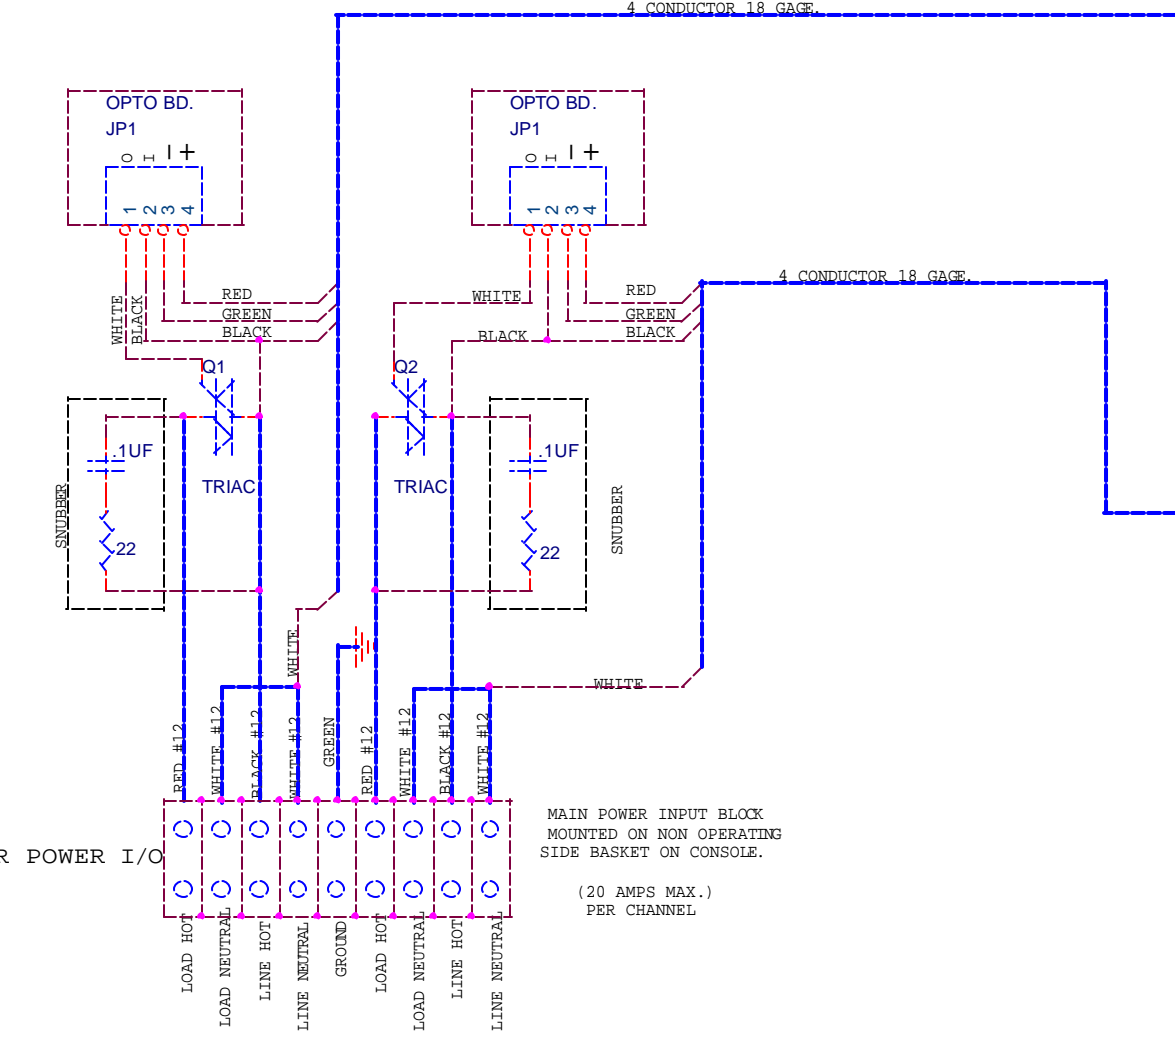 4 CONDUCTOR 18 GAGE.
OPTO BD.
JP1
O I - +
1 2 3 4
OPTO BD.
JP1
O I - +
1 2 3 4
4 CONDUCTOR 18 GAGE.
WHITE
BLACK
RED
GREEN
BLACK
WHITE
BLACK
RED
GREEN
BLACK
Q1
Q2
.1UF
.1UF
TRIAC
TRIAC
SNUBBER
SNUBBER
22
22
WHITE
WHITE
RED #12
WHITE #12
BLACK #12
WHITE #12
GREEN
RED #12
WHITE #12
BLACK #12
WHITE #12
R POWER I/O
MAIN POWER INPUT BLOCK
MOUNTED ON NON OPERATING
SIDE BASKET ON CONSOLE.
(20 AMPS MAX.)
PER CHANNEL
LOAD HOT
LOAD NEUTRAL
LINE HOT
LINE NEUTRAL
GROUND
LOAD HOT
LOAD NEUTRAL
LINE HOT
LINE NEUTRAL